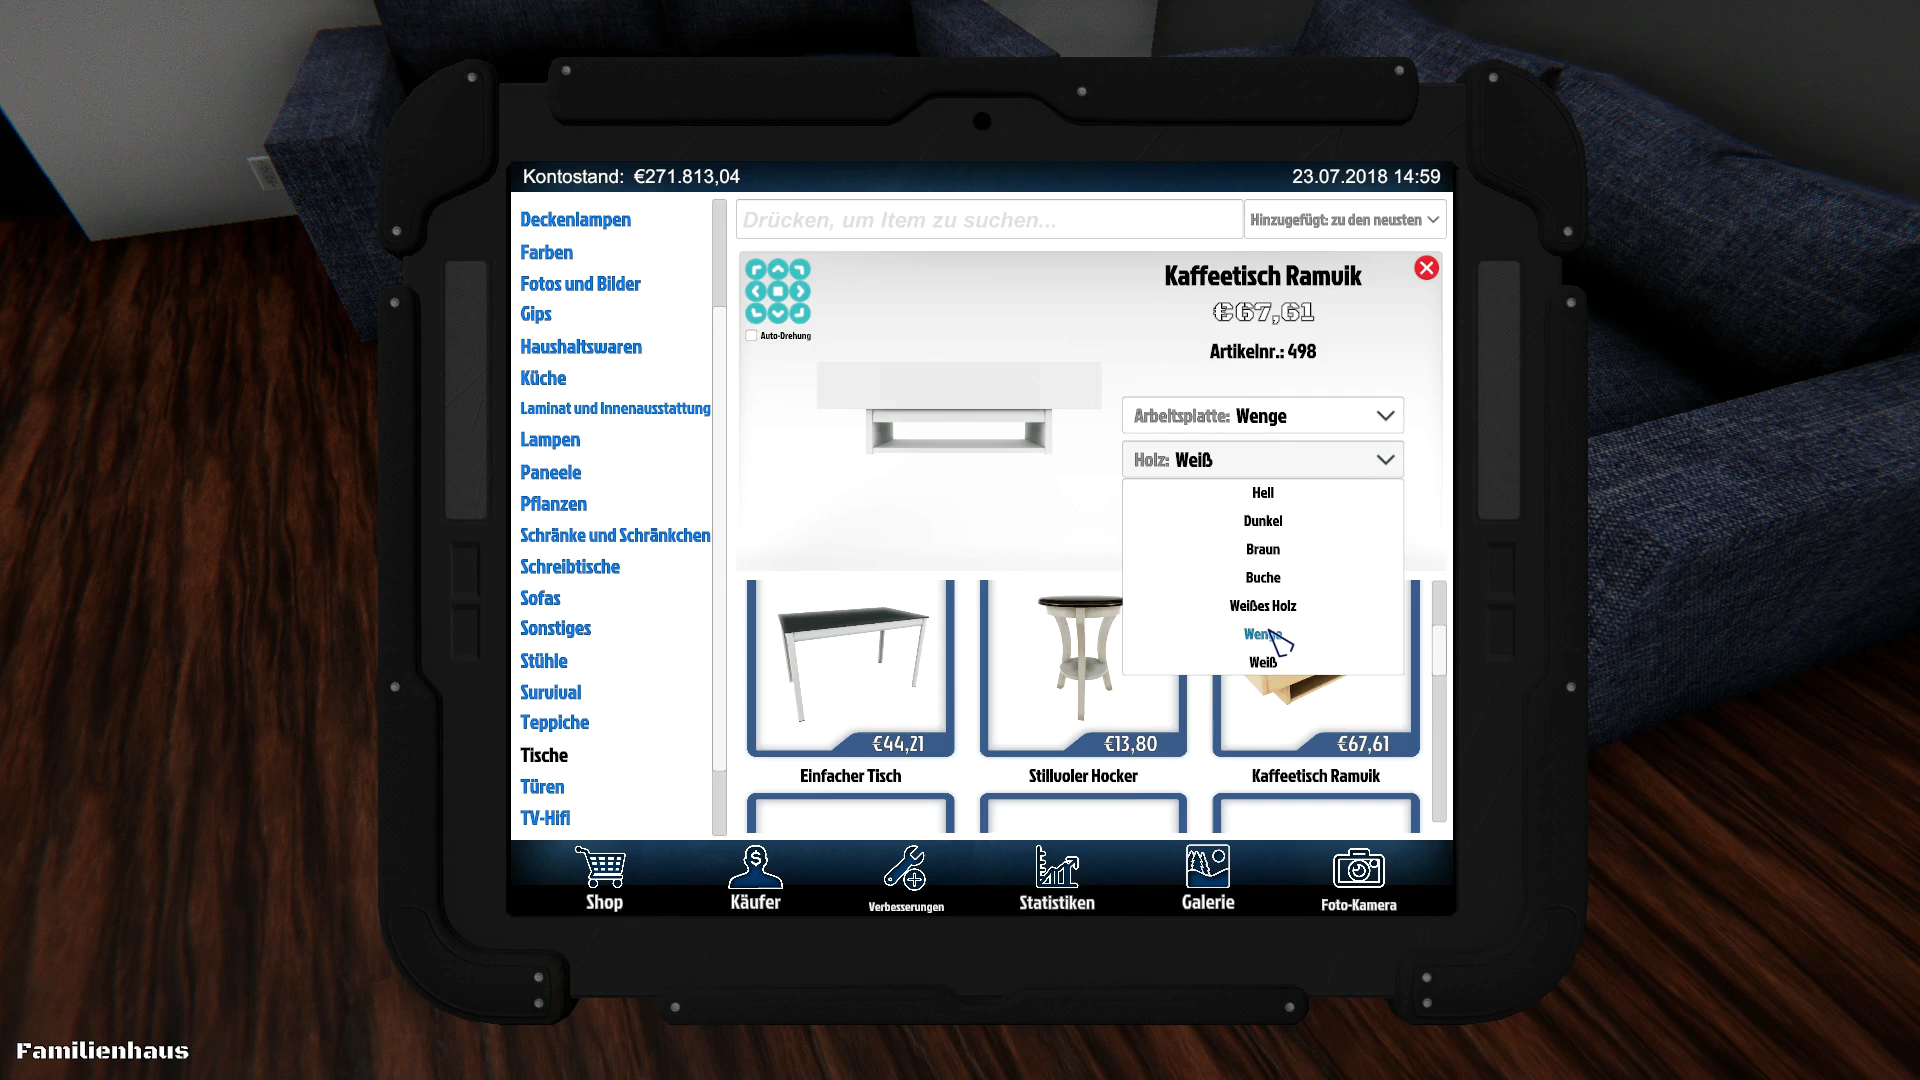 Kontostand: €271.813,04
23.07.2018 14:59
Deckenlampen
Farben
Fotos und Bilder
Gips
Haushaltswaren
Küche
Laminat und Innenausstattung
Lampen
Paneele
Pflanzen
Schränke und Schränkchen
Schreibtische
Sofas
Sonstiges
Stühle
Survival
Teppiche
Tische
Türen
TV-Hifi
Drücken, um Item zu suchen...
Hinzugefügt: zu den neusten
Auto-Drehung
Kaffeetisch Ramvik
€67,61
Artikelnr.: 498
Arbeitsplatte: Wenge
Holz: Weiß
Hell
Dunkel
Braun
Buche
Weißes Holz
Wenge
Weiß
€44,21
€13,80
€67,61
Einfacher Tisch
Stillvoler Hocker
Kaffeetisch Ramvik
Shop
Käufer
Verbesserungen
Statistiken
Galerie
Foto-Kamera
Familienhaus